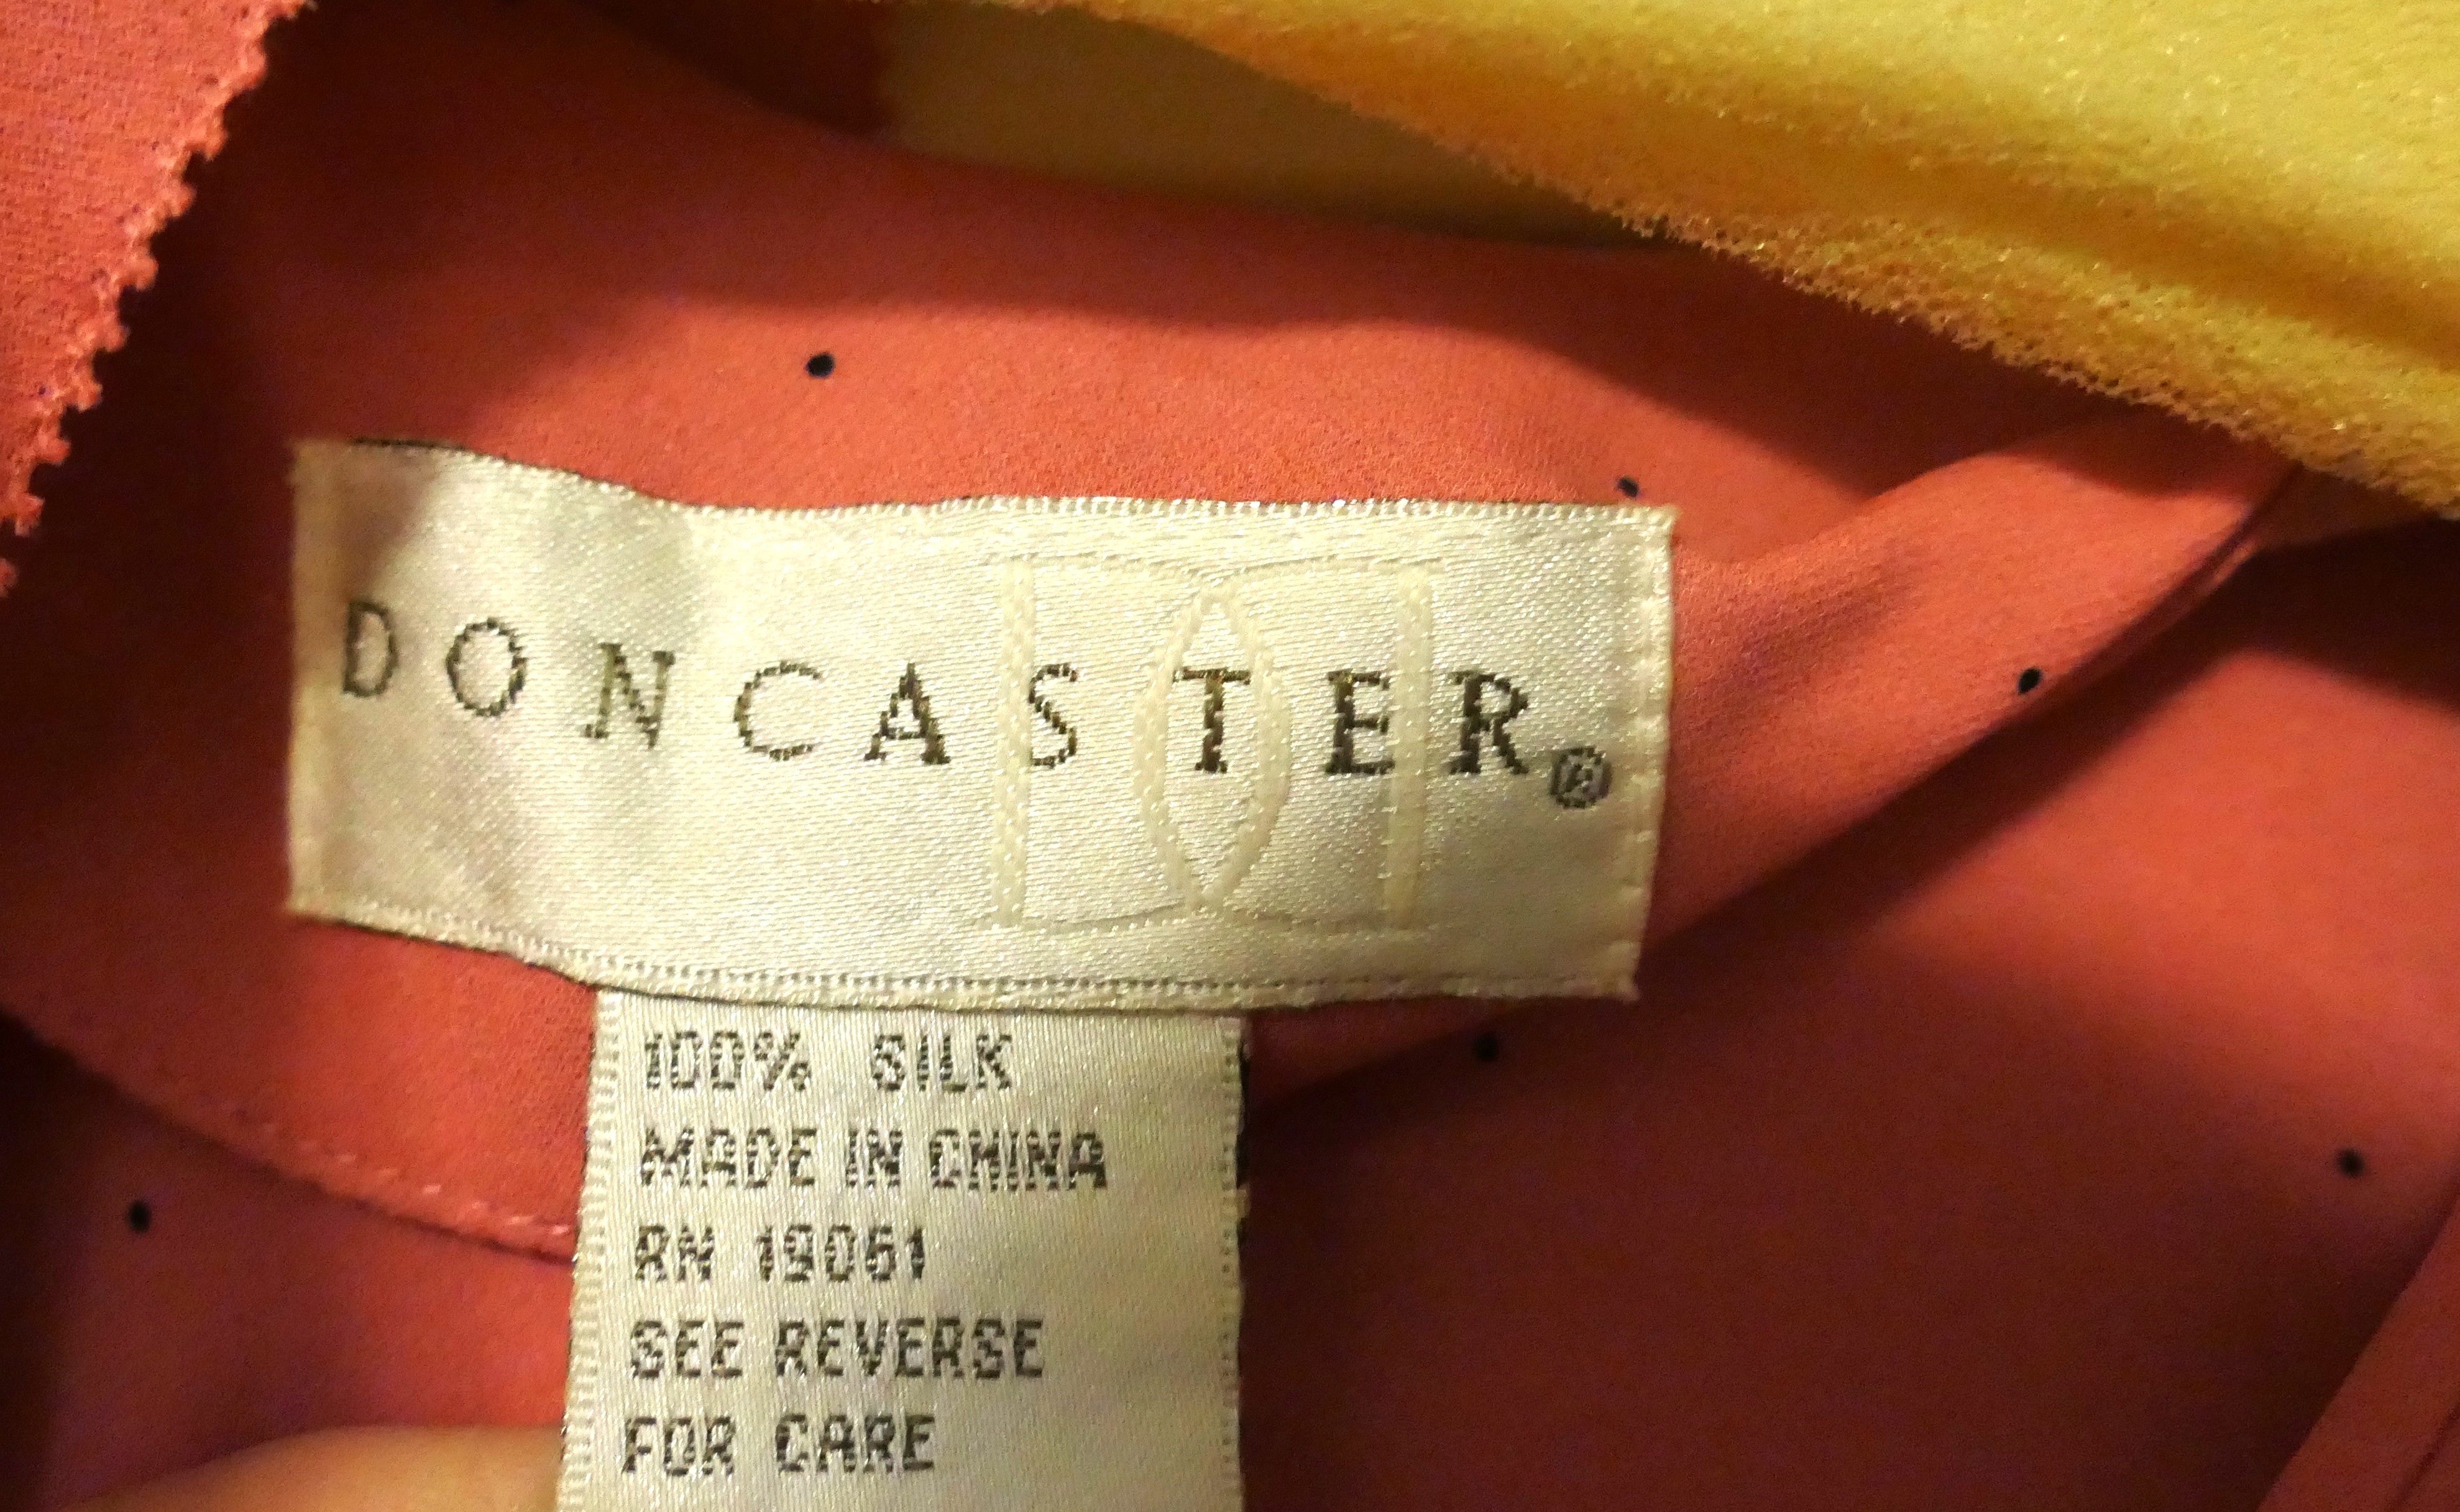 DONCASTER®
100% SILK
MADE IN CHINA
RN 19061
SEE REVERSE
FOR CARE